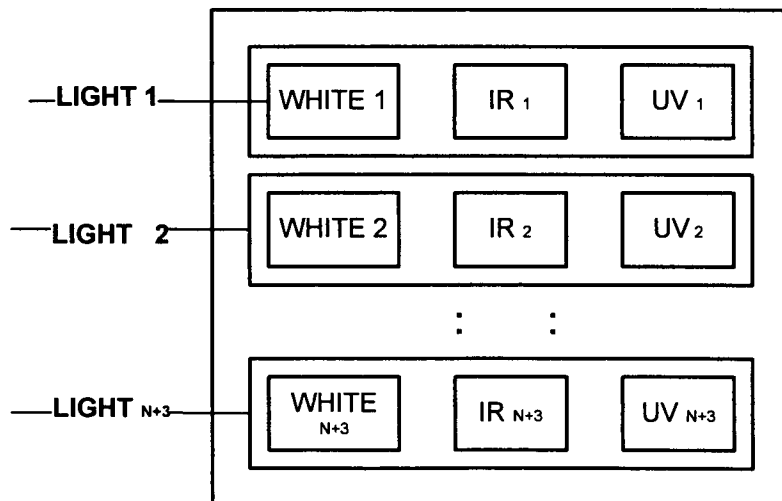 LIGHT 1 WHITE 1 IR 1 UV 1
LIGHT 2 WHITE 2 IR 2 UV 2
: :
LIGHT N+3 WHITE N+3 IR N+3 UV N+3